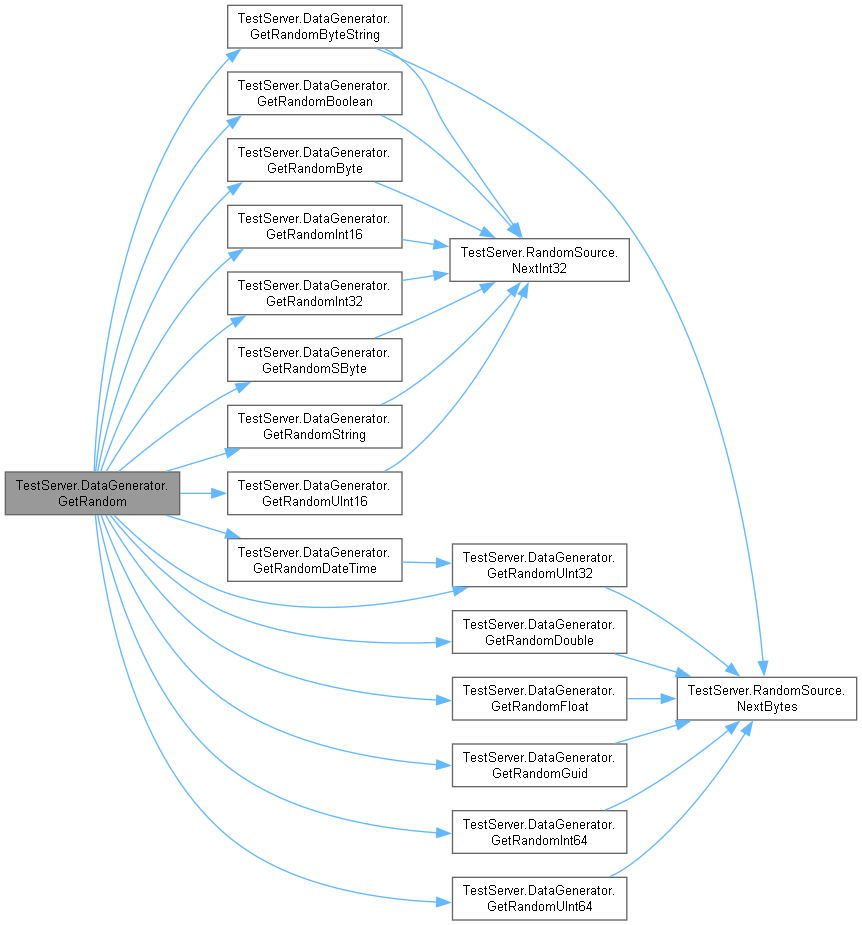 TestServer.DataGenerator.
GetRandomByteString
TestServer.DataGenerator.
GetRandomBoolean
TestServer.DataGenerator.
GetRandomByte
TestServer.DataGenerator.
GetRandomInt16
TestServer.RandomSource.
NextInt32
TestServer.DataGenerator.
GetRandomInt32
TestServer.DataGenerator.
GetRandomSByte
TestServer.DataGenerator.
GetRandomString
TestServer.DataGenerator.
GetRandom
TestServer.DataGenerator.
GetRandomUInt16
TestServer.DataGenerator.
GetRandomDateTime
TestServer.DataGenerator.
GetRandomUInt32
TestServer.DataGenerator.
GetRandomDouble
TestServer.DataGenerator.
GetRandomFloat
TestServer.RandomSource.
NextBytes
TestServer.DataGenerator.
GetRandomGuid
TestServer.DataGenerator.
GetRandomInt64
TestServer.DataGenerator.
GetRandomUInt64